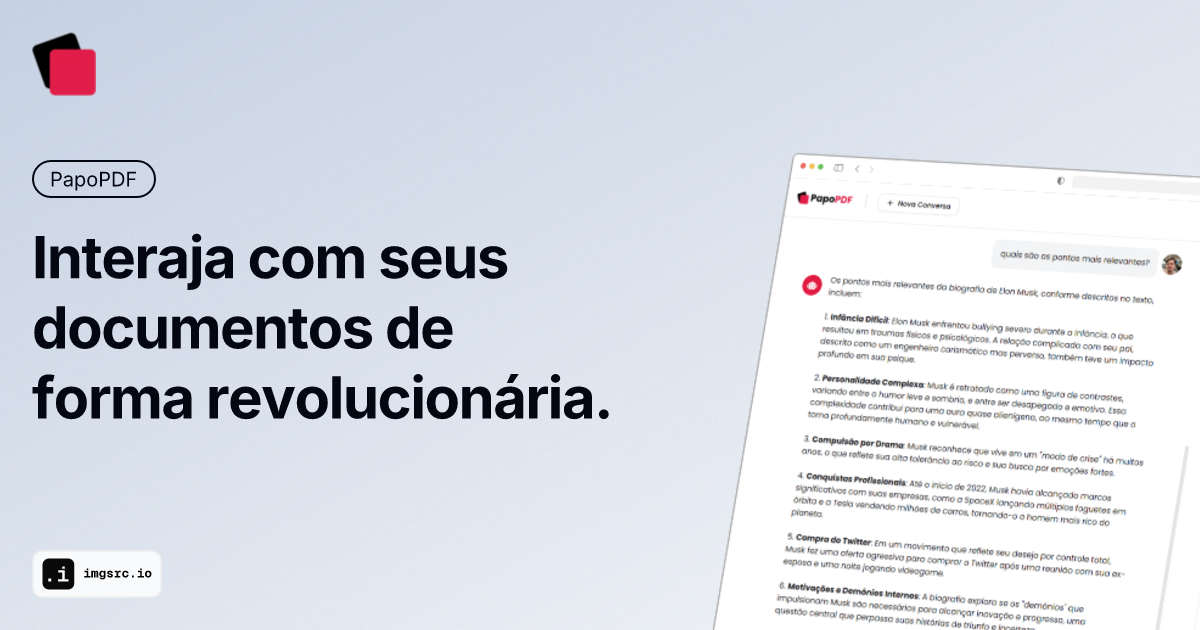 PapoPDF
Interaja com seus
documentos de
forma revolucionária.
.i imgsrc.io
PapoPDF
+ Nova Conversa
quais são os pontos mais relevantes?
Os pontos mais relevantes da biografia de Elon Musk, conforme descritos no texto,
incluem:
1. Infância Difícil: Elon Musk enfrentou bullying severo durante a infância, o que
resultou em traumas físicos e psicológicos. A relação complicada com seu pai,
descrito como um engenheiro carismático mas perverso, também teve um impacto
profundo em sua psique.
2. Personalidade Complexa: Musk é retratado como uma figura de contrastes,
variando entre o humor leve e sombrio, e entre ser desapegado e emotivo. Essa
complexidade contribui para uma aura quase alienígena, ao mesmo tempo que o
torna profundamente humano e vulnerável.
3. Compulsão por Drama: Musk reconhece que vive em um "modo de crise" há muitos
anos, o que reflete sua alta tolerância ao risco e sua busca por emoções fortes.
4. Conquistas Profissionais: Até o início de 2022, Musk havia alcançado marcos
significativos com suas empresas, como a SpaceX lançando múltiplos foguetes em
órbita e a Tesla vendendo milhões de carros, tornando-o o homem mais rico do
planeta.
5. Compra do Twitter: Em um movimento que reflete seu desejo por controle total,
Musk fez uma oferta agressiva para comprar o Twitter após uma reunião com sua ex-
esposa e uma noite jogando videogame.
6. Motivações e Demônios Internos: A biografia explora se os "demônios" que
impulsionam Musk são necessários para alcançar inovação e progresso, uma
questão central que perpassa suas histórias de triunfo e